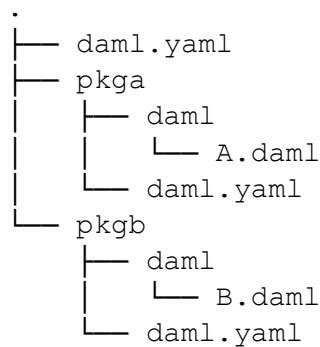 .
├── daml.yaml
├── pkga
│   ├── daml
│   │   └── A.daml
│   └── daml.yaml
└── pkgb
    ├── daml
    │   └── B.daml
    └── daml.yaml